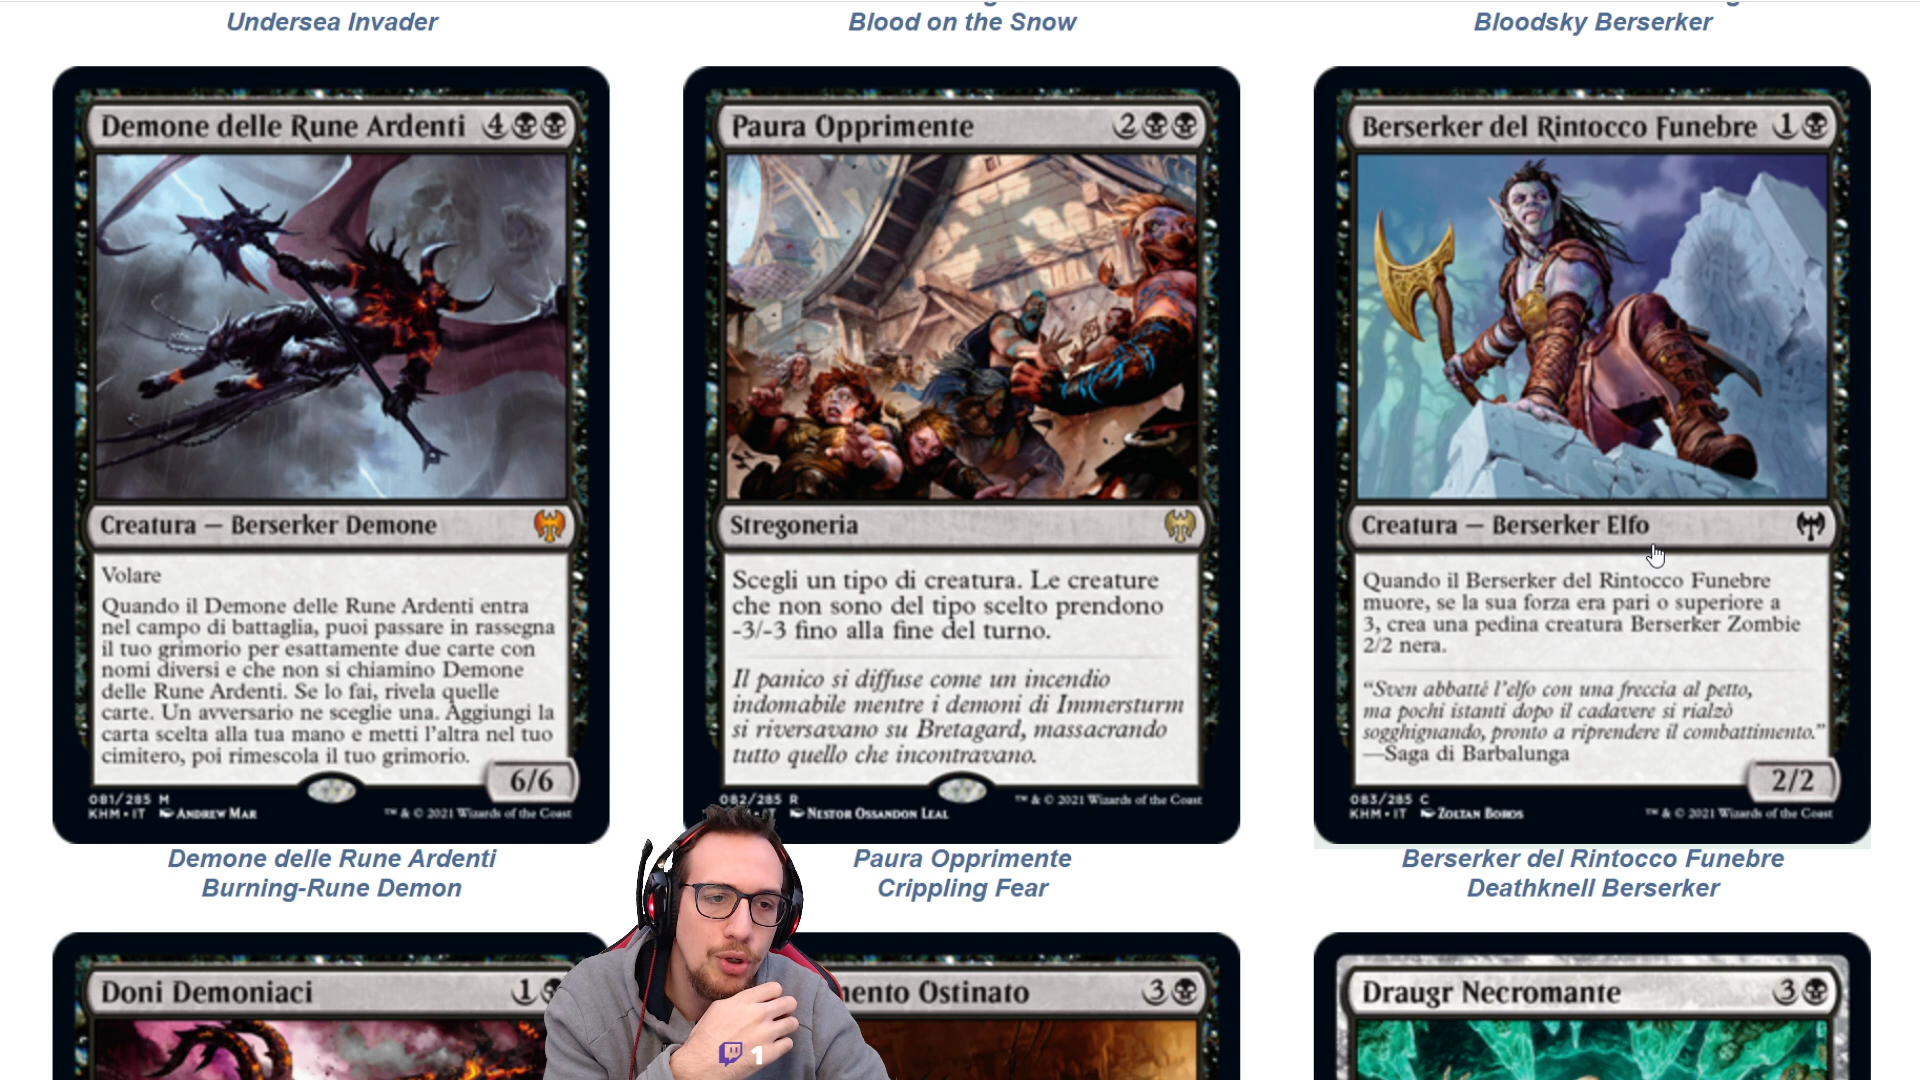 Undersea Invader
Blood on the Snow
Bloodsky Berserker
Demone delle Rune Ardenti 4
Creatura — Berserker Demone
Volare
Quando il Demone delle Rune Ardenti entra
nel campo di battaglia, puoi passare in rassegna
il tuo grimorio per esattamente due carte con
nomi diversi e che non si chiamino Demone
delle Rune Ardenti. Se lo fai, rivela quelle
carte. Un avversario ne sceglie una. Aggiungi la
carta scelta alla tua mano e metti l'altra nel tuo
cimitero, poi rimescola il tuo grimorio.
6/6
081/285 M
KHM • IT ANDREW MAR
™ & © 2021 Wizards of the Coast
Demone delle Rune Ardenti
Burning-Rune Demon
Paura Opprimente 2
Stregoneria
Scegli un tipo di creatura. Le creature
che non sono del tipo scelto prendono
-3/-3 fino alla fine del turno.
Il panico si diffuse come un incendio
indomabile mentre i demoni di Immersturm
si riversavano su Bretagard, massacrando
tutto quello che incontravano.
082/285 R
NESTOR OSSANDON LEAL
™ & © 2021 Wizards of the Coast
Paura Opprimente
Crippling Fear
Berserker del Rintocco Funebre 1
Creatura — Berserker Elfo
Quando il Berserker del Rintocco Funebre
muore, se la sua forza era pari o superiore a
3, crea una pedina creatura Berserker Zombie
2/2 nera.
“Sven abbatté l'elfo con una freccia al petto,
ma pochi istanti dopo il cadavere si rialzò
sogghignando, pronto a riprendere il combattimento.”
—Saga di Barbalunga
2/2
083/285 C
KHM • IT ZOLTAN BOROS
™ & © 2021 Wizards of the Coast
Berserker del Rintocco Funebre
Deathknell Berserker
Doni Demoniaci 1
Ostinato 3
Draugr Necromante 3
1